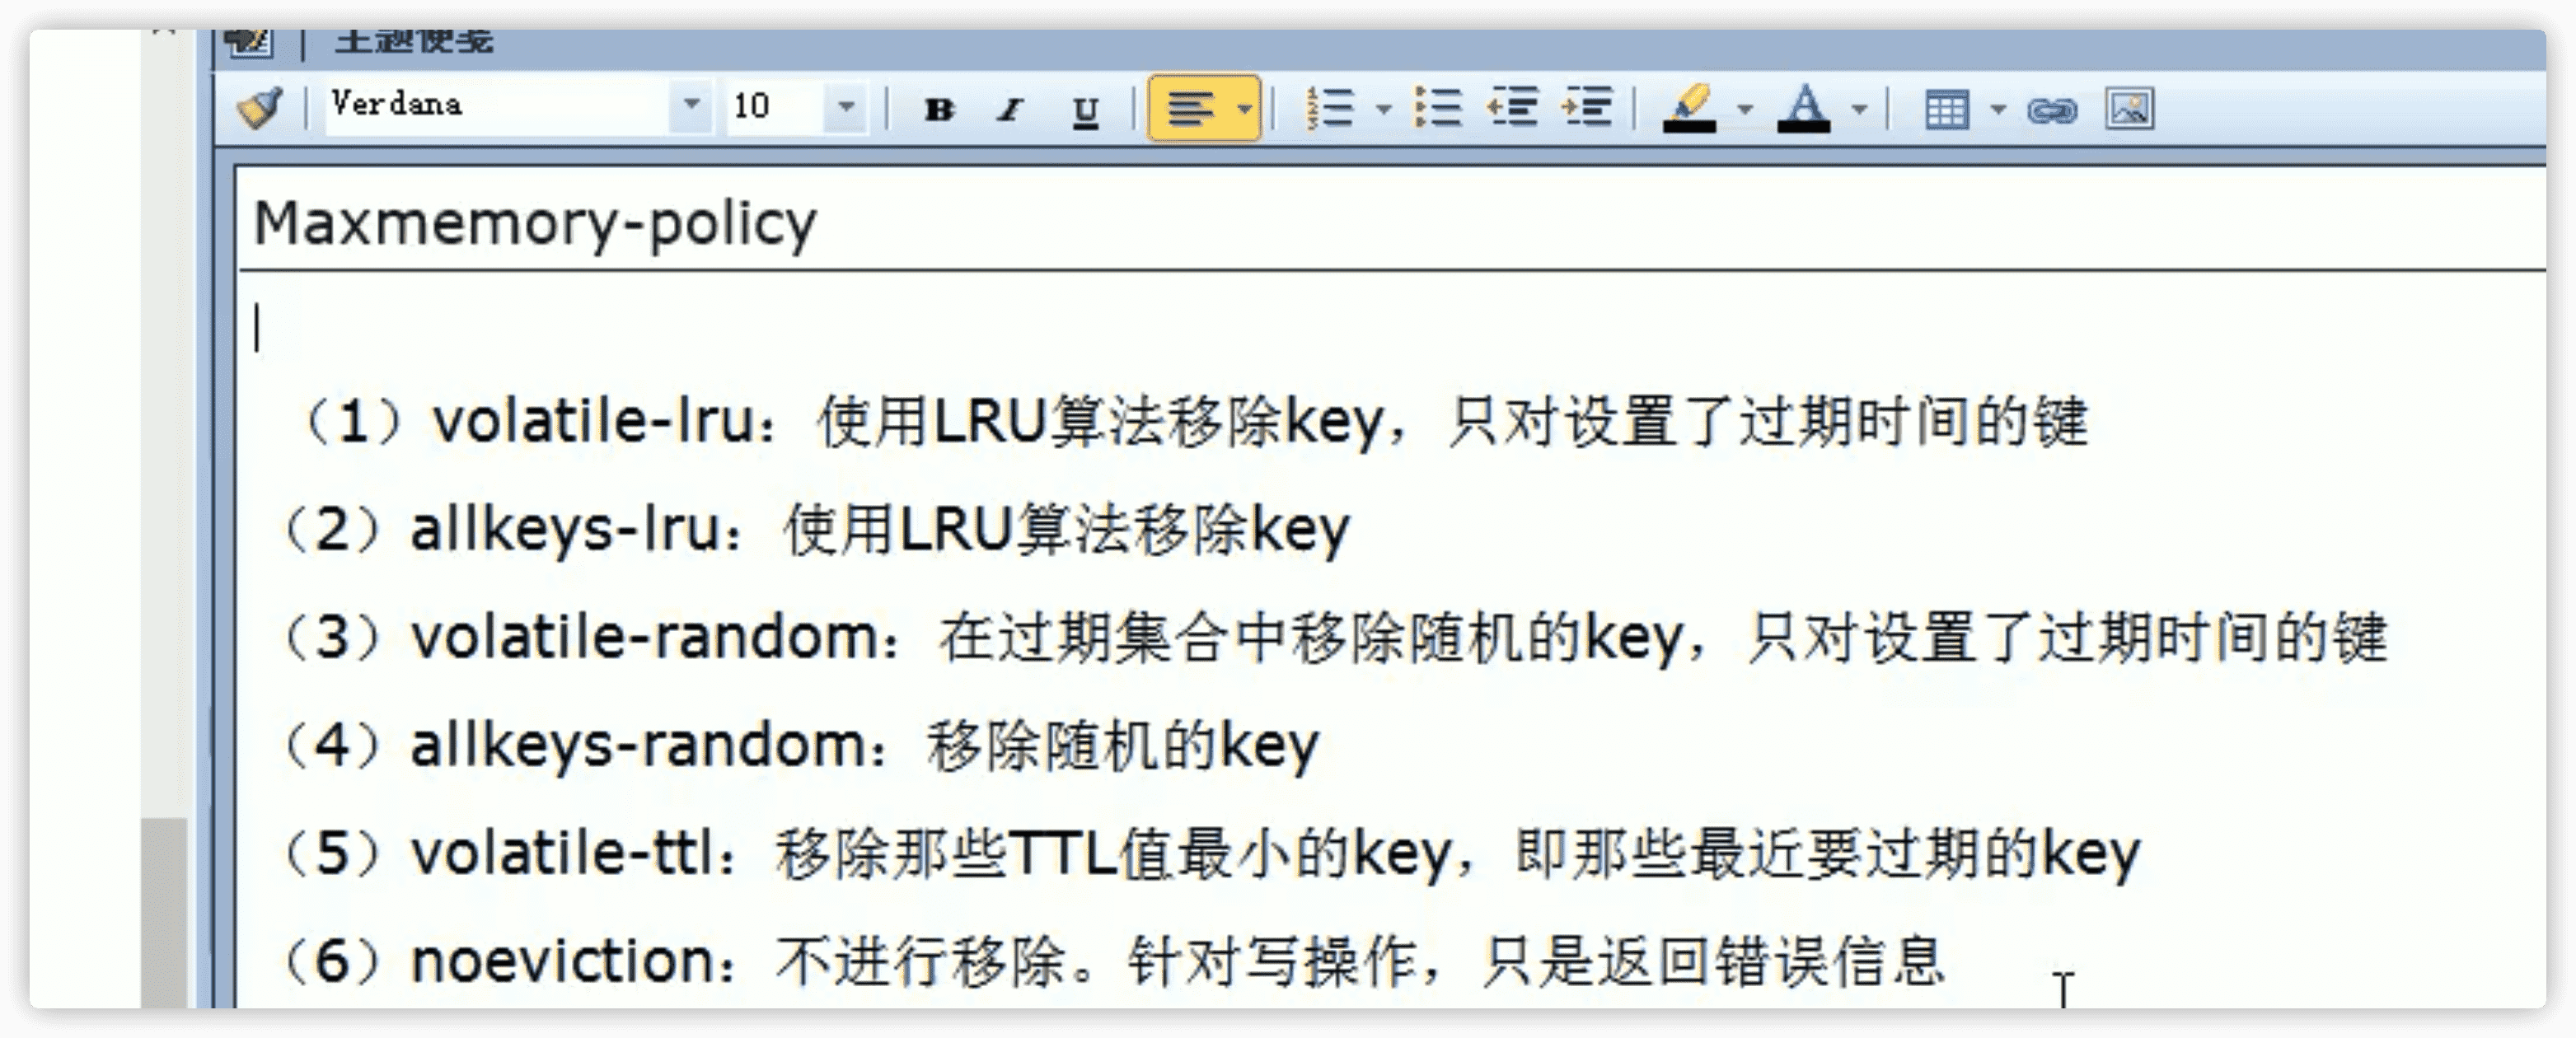 主题便笺
Verdana 10 B I U A
Maxmemory-policy
（1）volatile-lru：使用LRU算法移除key，只对设置了过期时间的键
（2）allkeys-lru：使用LRU算法移除key
（3）volatile-random：在过期集合中移除随机的key，只对设置了过期时间的键
（4）allkeys-random：移除随机的key
（5）volatile-ttl：移除那些TTL值最小的key，即那些最近要过期的key
（6）noeviction：不进行移除。针对写操作，只是返回错误信息